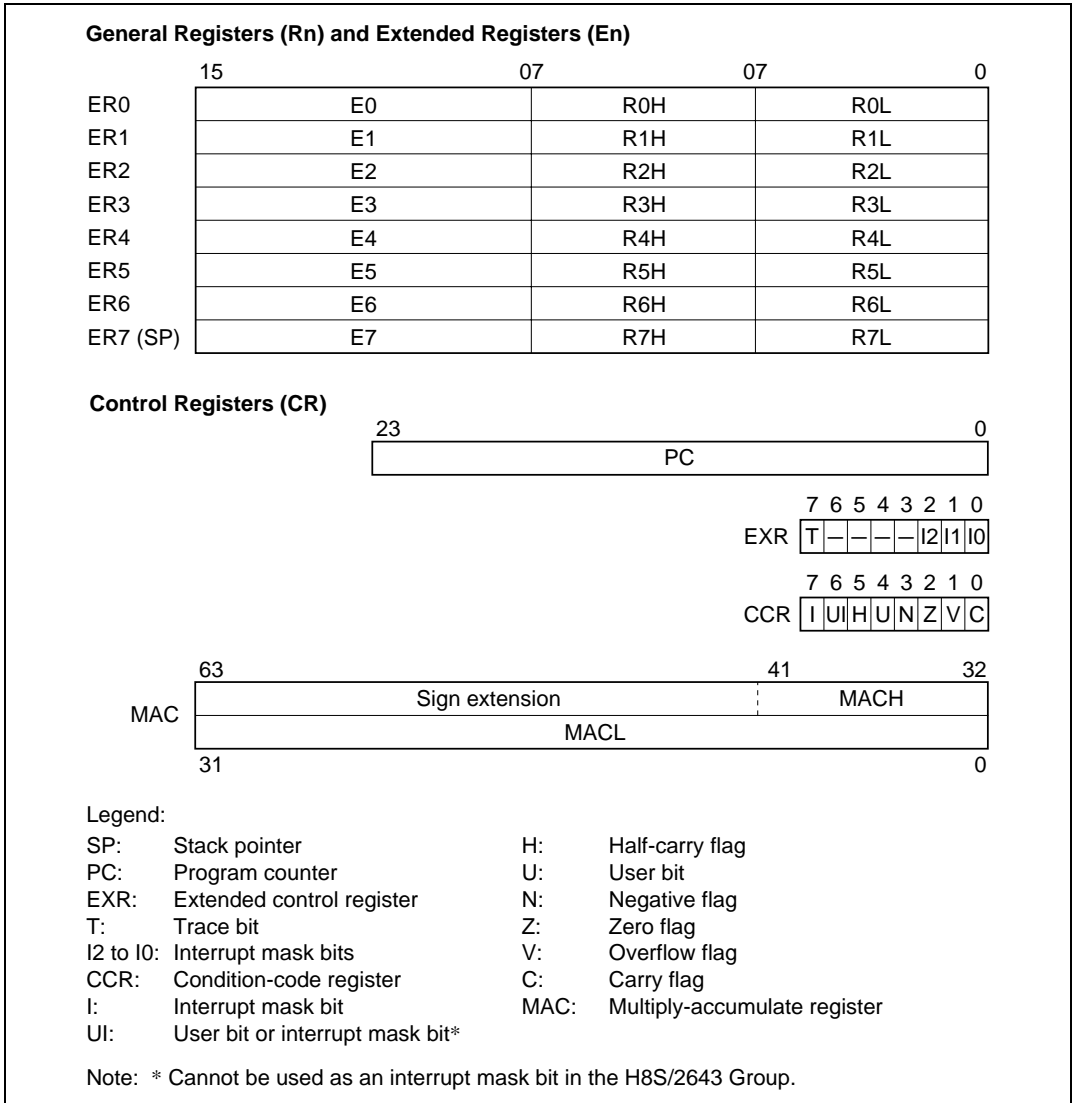 General Registers (Rn) and Extended Registers (En)
15 07 07 0
ER0 E0 R0H R0L
ER1 E1 R1H R1L
ER2 E2 R2H R2L
ER3 E3 R3H R3L
ER4 E4 R4H R4L
ER5 E5 R5H R5L
ER6 E6 R6H R6L
ER7 (SP) E7 R7H R7L
Control Registers (CR)
23 0
PC
7 6 5 4 3 2 1 0
EXR T — — — — I2 I1 I0
7 6 5 4 3 2 1 0
CCR I UI H U N Z V C
63 41 32
MAC Sign extension MACH
MACL
31 0
Legend:
SP: Stack pointer H: Half-carry flag
PC: Program counter U: User bit
EXR: Extended control register N: Negative flag
T: Trace bit Z: Zero flag
I2 to I0: Interrupt mask bits V: Overflow flag
CCR: Condition-code register C: Carry flag
I: Interrupt mask bit MAC: Multiply-accumulate register
UI: User bit or interrupt mask bit*
Note: * Cannot be used as an interrupt mask bit in the H8S/2643 Group.